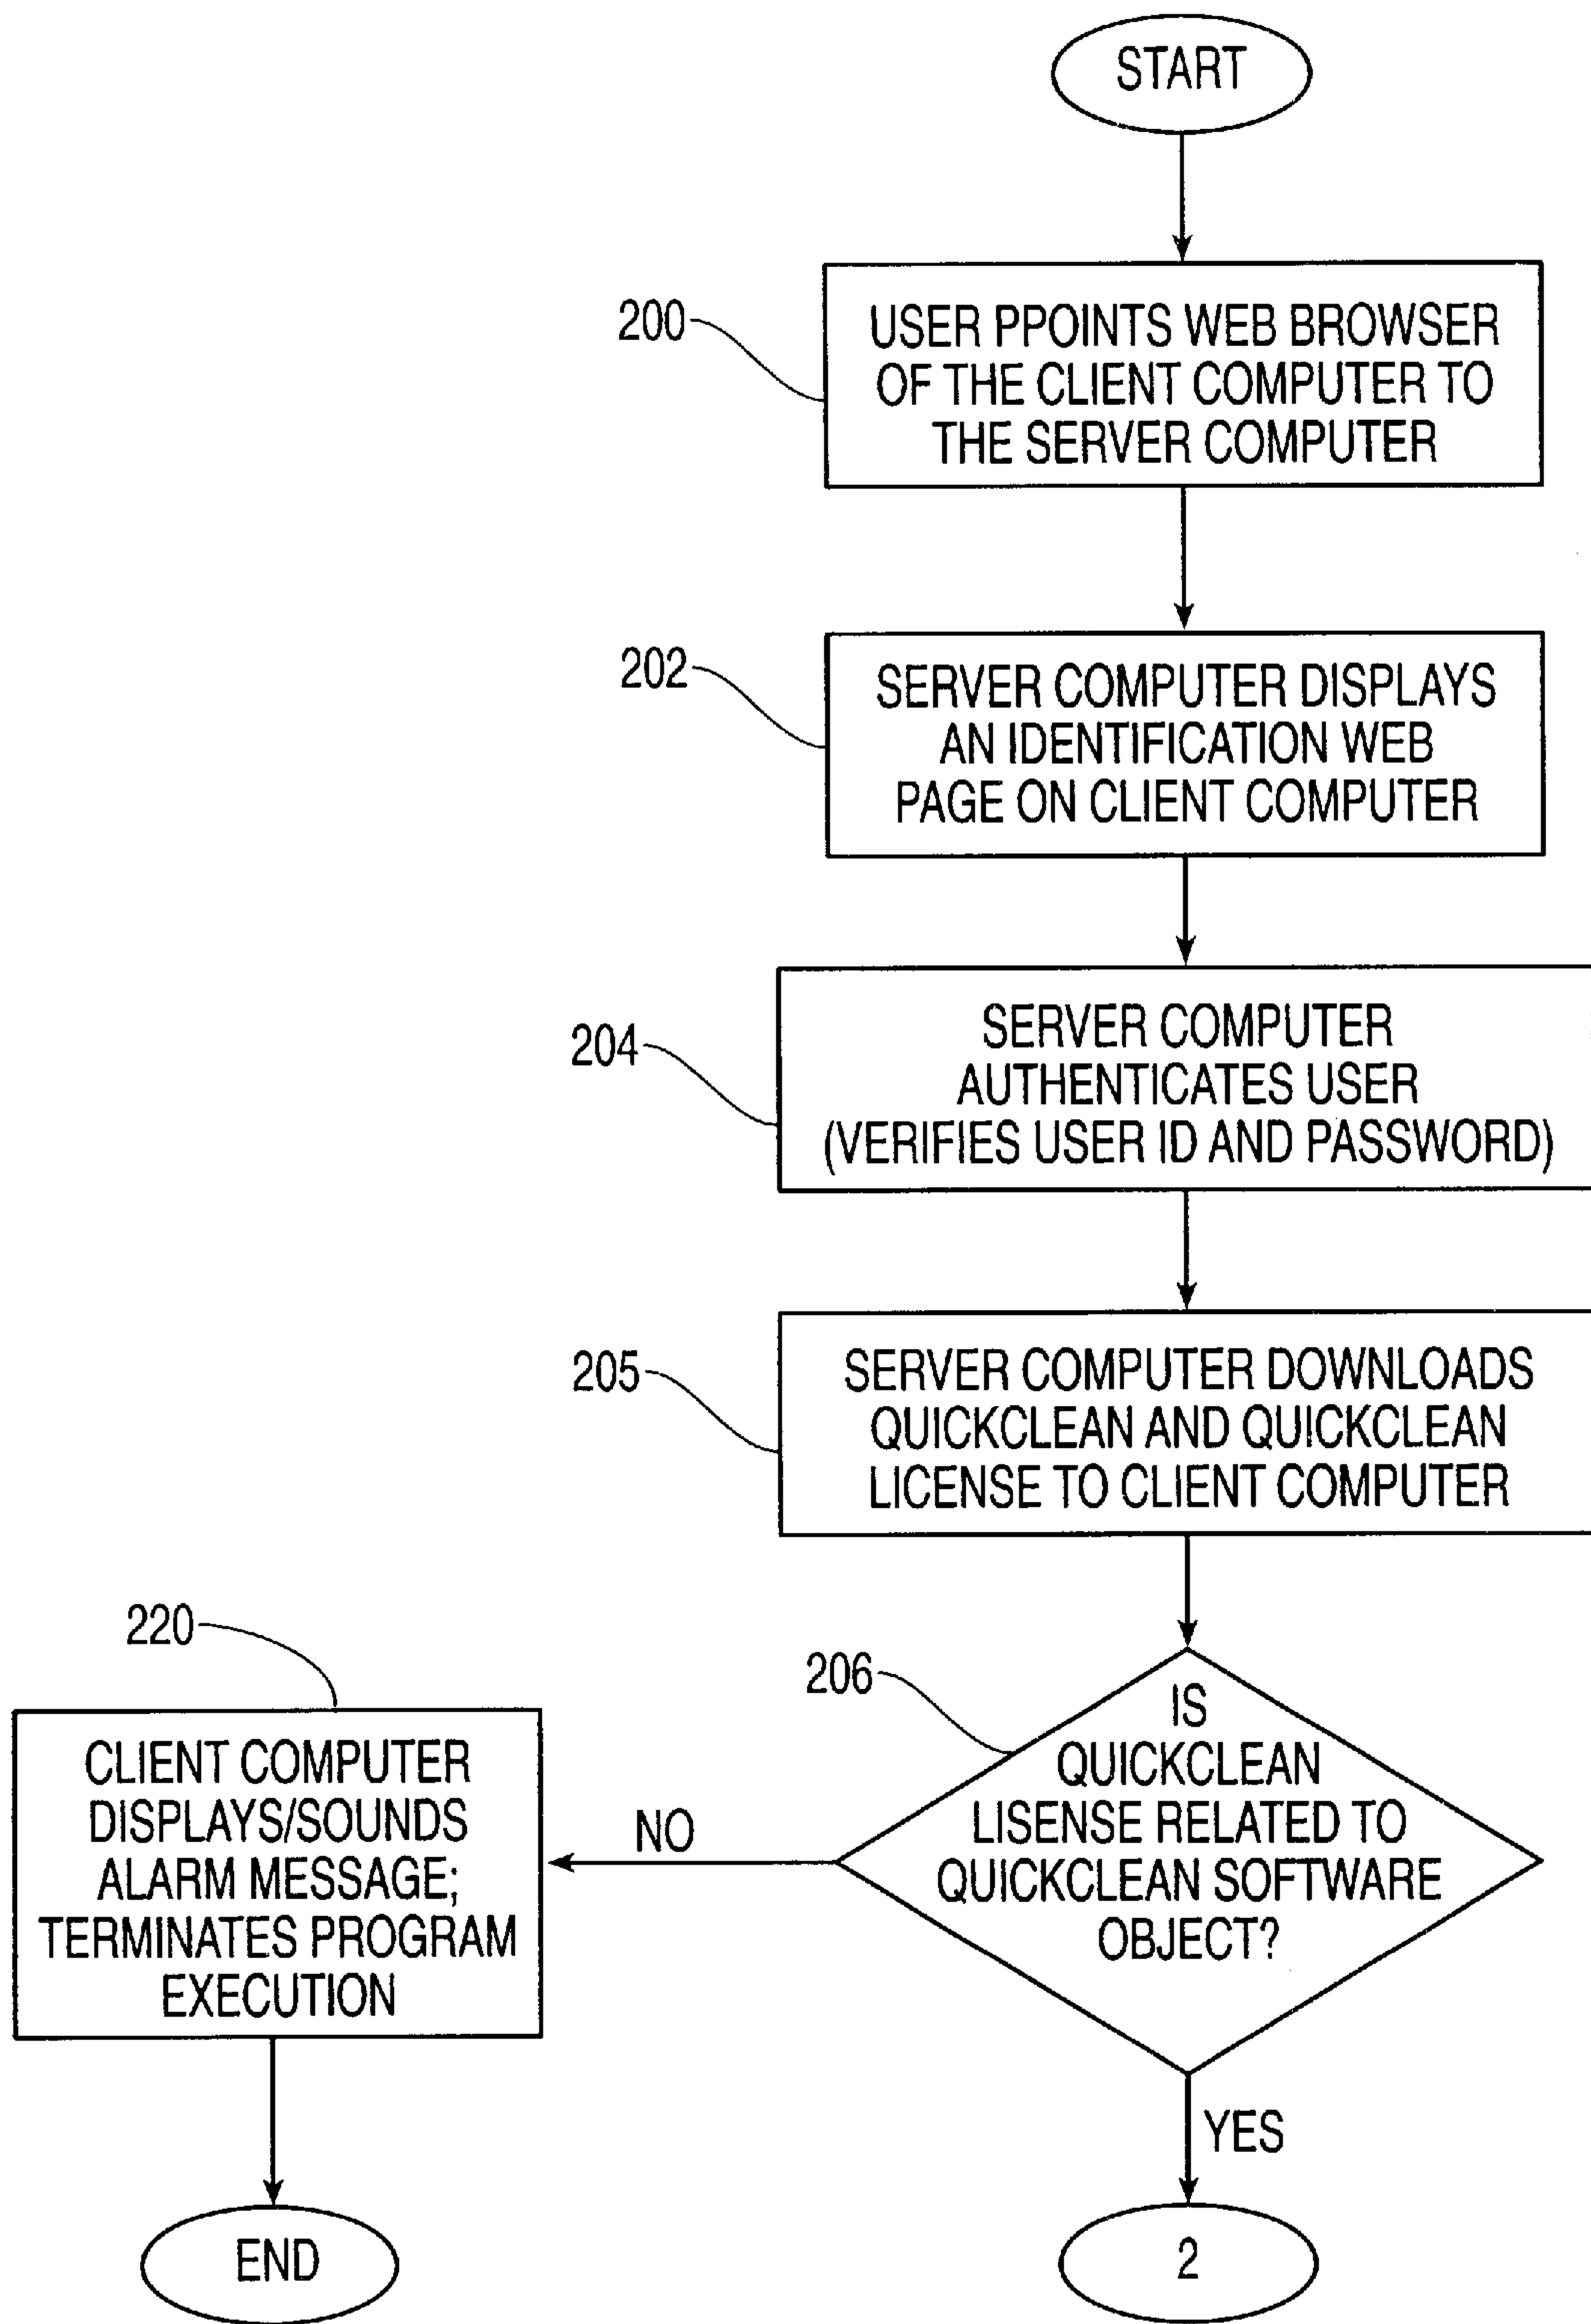 START
200
USER PPOINTS WEB BROWSER
OF THE CLIENT COMPUTER TO
THE SERVER COMPUTER
202
SERVER COMPUTER DISPLAYS
AN IDENTIFICATION WEB
PAGE ON CLIENT COMPUTER
204
SERVER COMPUTER
AUTHENTICATES USER
(VERIFIES USER ID AND PASSWORD)
205
SERVER COMPUTER DOWNLOADS
QUICKCLEAN AND QUICKCLEAN
LICENSE TO CLIENT COMPUTER
206
IS
QUICKCLEAN
LISENSE RELATED TO
QUICKCLEAN SOFTWARE
OBJECT?
NO
220
CLIENT COMPUTER
DISPLAYS/SOUNDS
ALARM MESSAGE;
TERMINATES PROGRAM
EXECUTION
END
YES
2